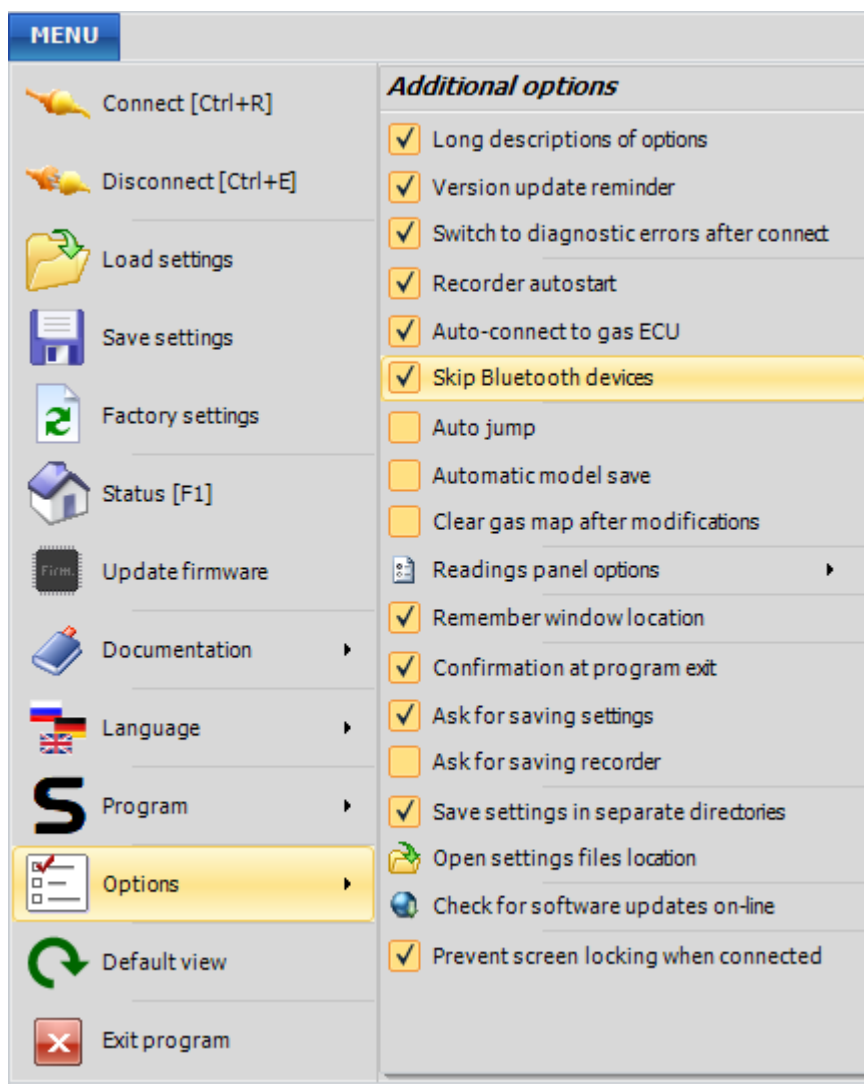 MENU
Connect [Ctrl+R]
Disconnect [Ctrl+E]
Load settings
Save settings
Factory settings
Status [F1]
Firm.
Update firmware
Documentation
Language
S
Program
Options
Default view
Exit program
Additional options
Long descriptions of options
Version update reminder
Switch to diagnostic errors after connect
Recorder autostart
Auto-connect to gas ECU
Skip Bluetooth devices
Auto jump
Automatic model save
Clear gas map after modifications
Readings panel options
Remember window location
Confirmation at program exit
Ask for saving settings
Ask for saving recorder
Save settings in separate directories
Open settings files location
Check for software updates on-line
Prevent screen locking when connected